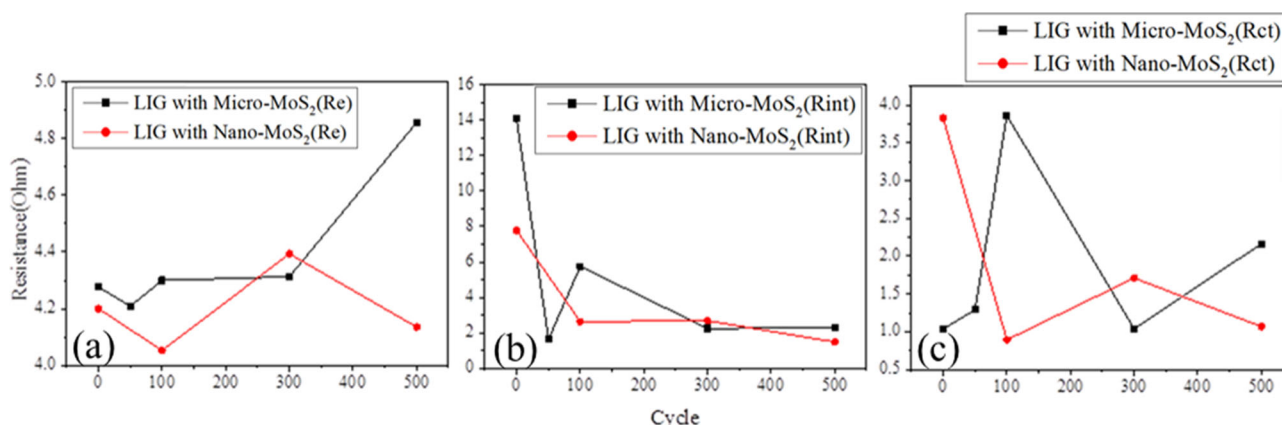 LIG with Micro-MoS₂(Rct)
LIG with Nano-MoS₂(Rct)
Resistance(Ohm)
5.0
4.8
4.6
4.4
4.2
4.0
LIG with Micro-MoS₂(Re)
LIG with Nano-MoS₂(Re)
(a)
0 100 200 300 400 500
16
14
12
10
8
6
4
2
0
LIG with Micro-MoS₂(Rint)
LIG with Nano-MoS₂(Rint)
(b)
0 100 200 300 400 500
4.0
3.5
3.0
2.5
2.0
1.5
1.0
0.5
(c)
0 100 200 300 400 500
Cycle